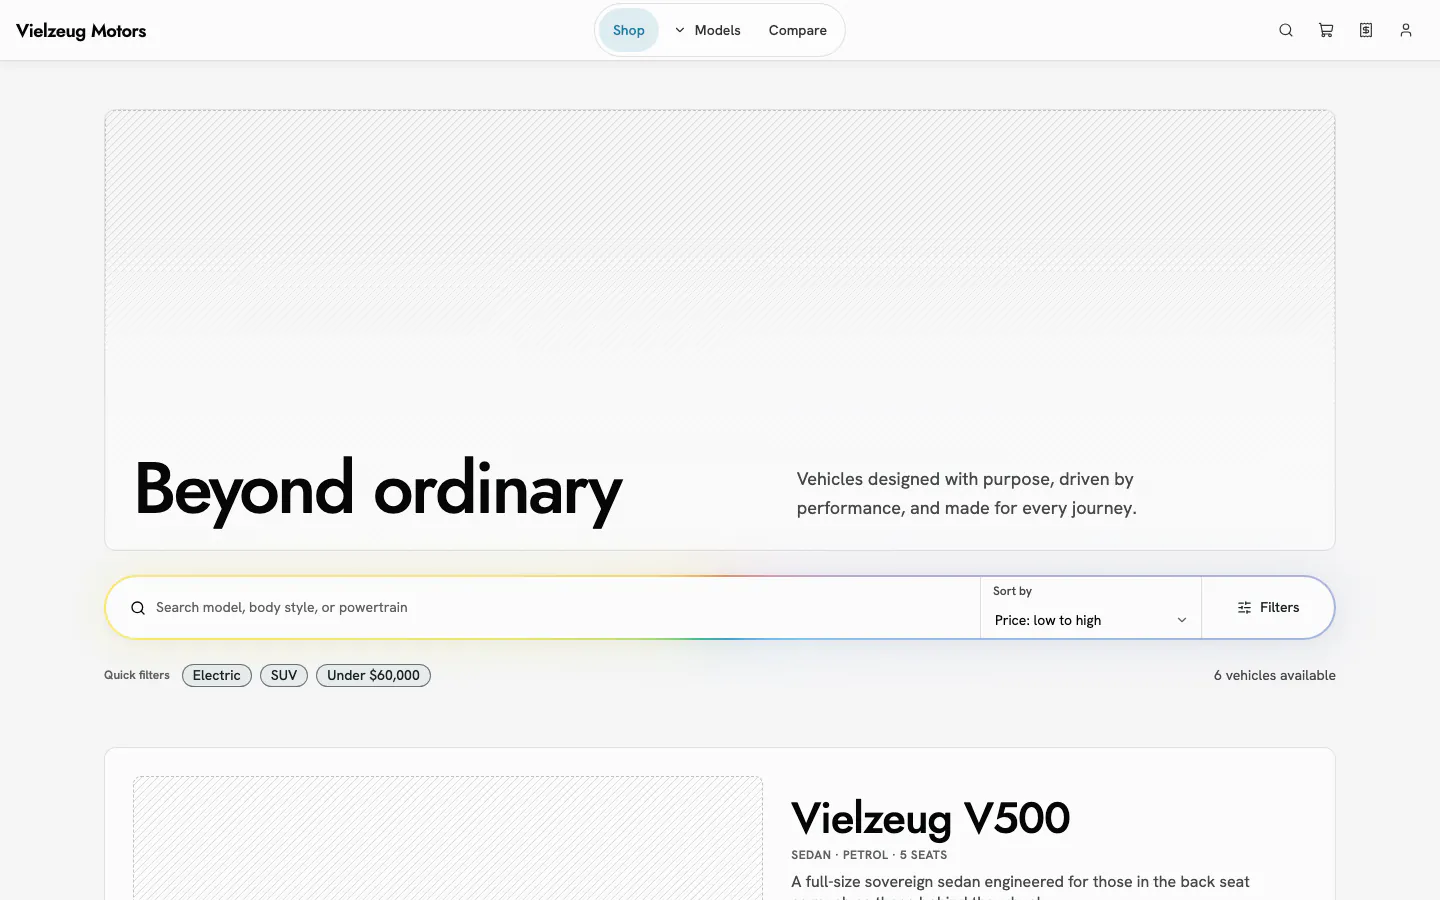 Vielzeug Motors
Shop
Models
Compare
Beyond ordinary
Vehicles designed with purpose, driven by
performance, and made for every journey.
Search model, body style, or powertrain
Sort by
Price: low to high
Filters
Quick filters
Electric
SUV
Under $60,000
6 vehicles available
Vielzeug V500
SEDAN · PETROL · 5 SEATS
A full-size sovereign sedan engineered for those in the back seat